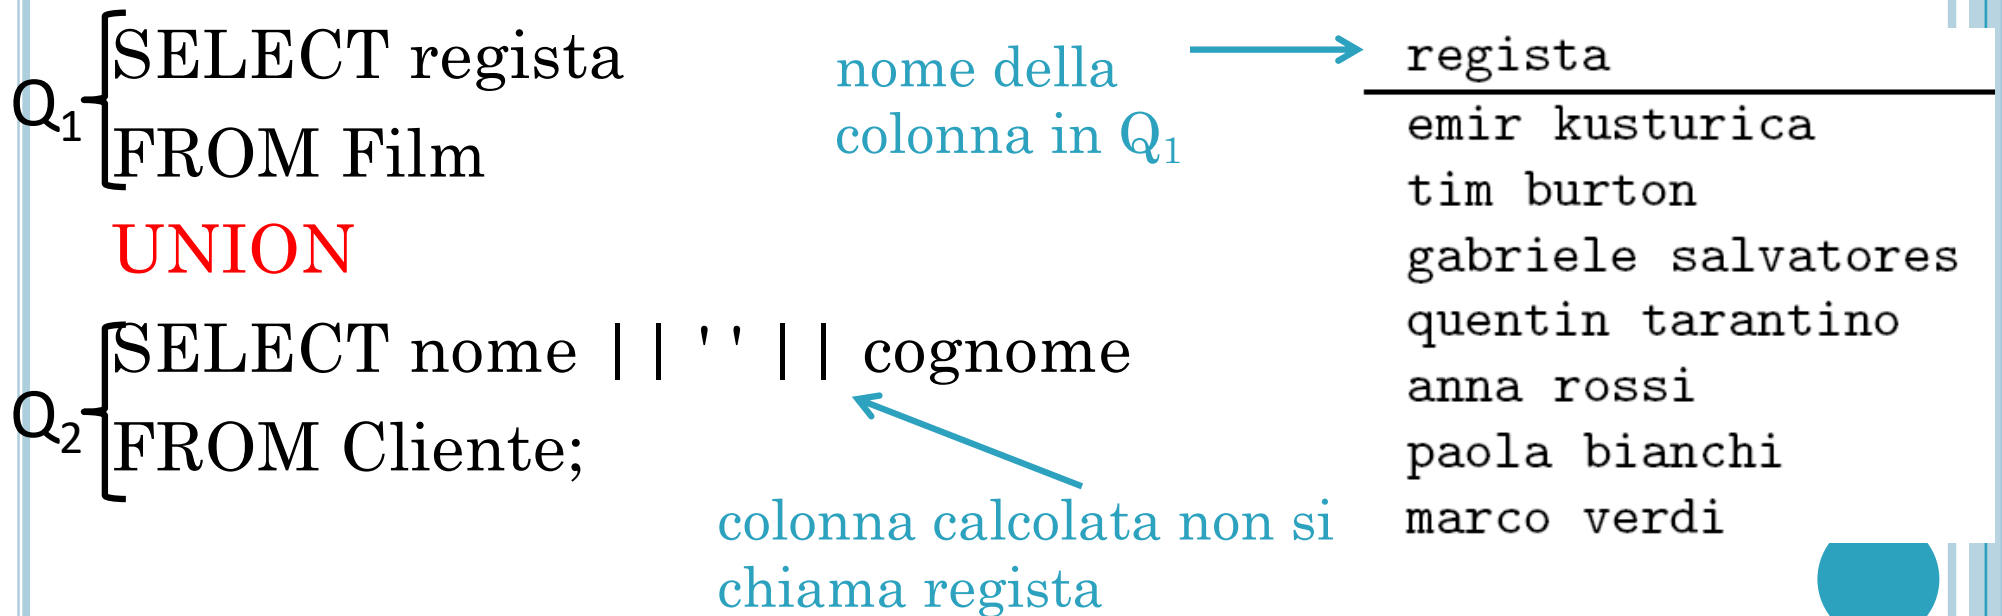 Q1
SELECT regista
FROM Film
UNION
Q2
SELECT nome || ' ' || cognome
FROM Cliente;
nome della
colonna in Q1
colonna calcolata non si
chiama regista
regista
emir kusturica
tim burton
gabriele salvatores
quentin tarantino
anna rossi
paola bianchi
marco verdi